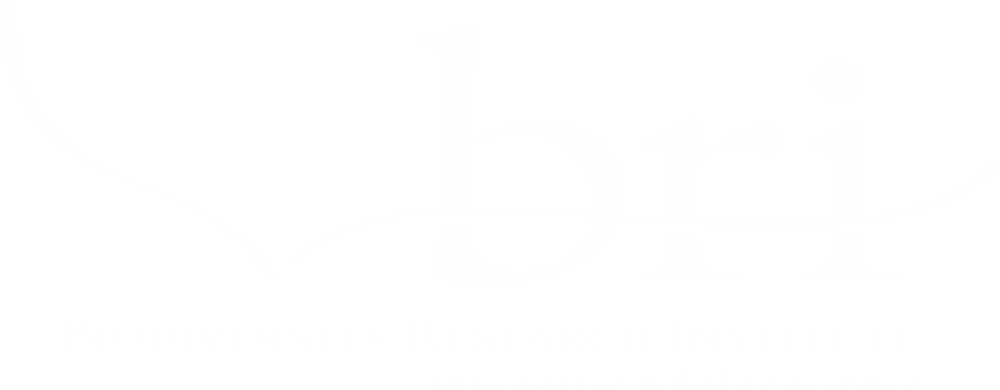 bri
BIODIVERSITY RESEARCH INSTITUTE
innovative wildlife science